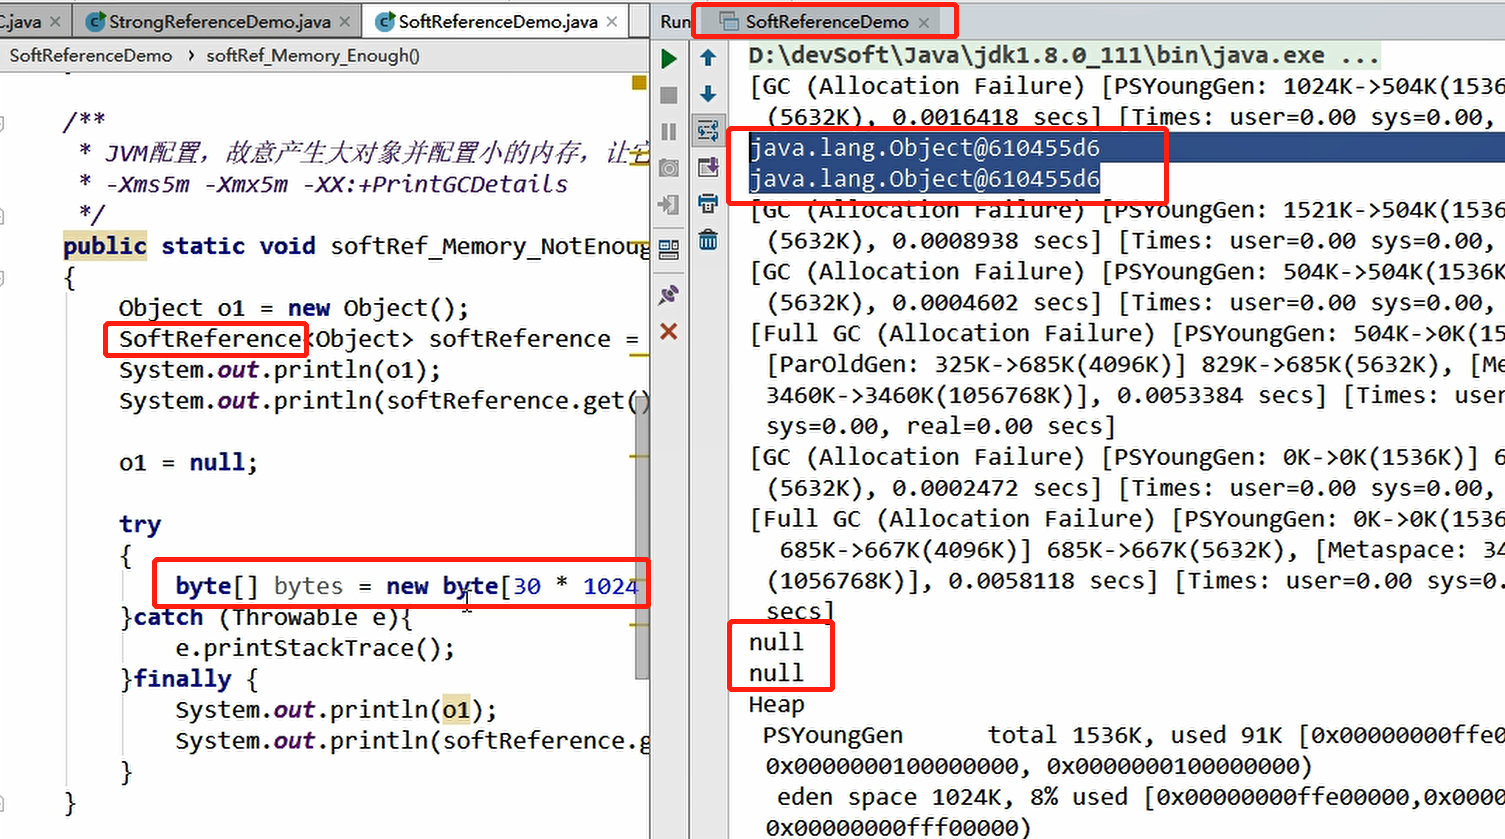 C.java
StrongReferenceDemo.java
SoftReferenceDemo.java
SoftReferenceDemo
softRef_Memory_Enough()
/**
* JVM配置，故意产生大对象并配置小的内存，让它
* -Xms5m -Xmx5m -XX:+PrintGCDetails
*/
public static void softRef_Memory_NotEnoug
{
Object o1 = new Object();
SoftReference<Object> softReference =
System.out.println(o1);
System.out.println(softReference.get()
o1 = null;
try
{
byte[] bytes = new byte[30 * 1024
}catch (Throwable e){
e.printStackTrace();
}finally {
System.out.println(o1);
System.out.println(softReference.g
}
}
Run
SoftReferenceDemo
D:\devSoft\Java\jdk1.8.0_111\bin\java.exe ...
[GC (Allocation Failure) [PSYoungGen: 1024K->504K(1536
(5632K), 0.0016418 secs] [Times: user=0.00 sys=0.00,
java.lang.Object@610455d6
java.lang.Object@610455d6
[GC (Allocation Failure) [PSYoungGen: 1521K->504K(1536
(5632K), 0.0008938 secs] [Times: user=0.00 sys=0.00,
[GC (Allocation Failure) [PSYoungGen: 504K->504K(1536K
(5632K), 0.0004602 secs] [Times: user=0.00 sys=0.00,
[Full GC (Allocation Failure) [PSYoungGen: 504K->0K(15
[ParOldGen: 325K->685K(4096K)] 829K->685K(5632K), [Me
3460K->3460K(1056768K)], 0.0053384 secs] [Times: user
sys=0.00, real=0.00 secs]
[GC (Allocation Failure) [PSYoungGen: 0K->0K(1536K)] 6
(5632K), 0.0002472 secs] [Times: user=0.00 sys=0.00,
[Full GC (Allocation Failure) [PSYoungGen: 0K->0K(1536
685K->667K(4096K)] 685K->667K(5632K), [Metaspace: 34
(1056768K)], 0.0058118 secs] [Times: user=0.00 sys=0.0
secs]
null
null
Heap
PSYoungGen total 1536K, used 91K [0x00000000ffe0
0x0000000100000000, 0x0000000100000000)
eden space 1024K, 8% used [0x00000000ffe00000,0x0000
0x00000000fff00000)